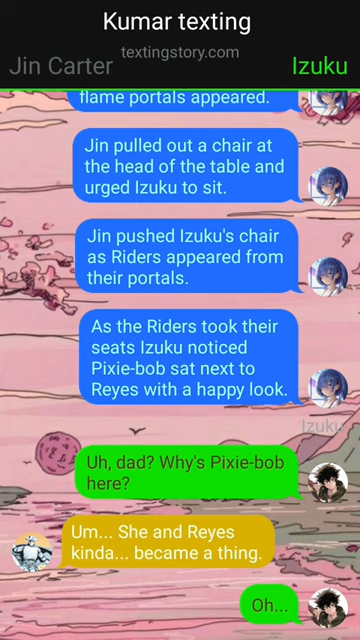 Kumar texting
textingstory.com
Jin Carter
Izuku
flame portals appeared.
Jin pulled out a chair at
the head of the table and
urged Izuku to sit.
Jin pushed Izuku's chair
as Riders appeared from
their portals.
As the Riders took their
seats Izuku noticed
Pixie-bob sat next to
Reyes with a happy look.
Izuku
Uh, dad? Why's Pixie-bob
here?
Um... She and Reyes
kinda... became a thing.
Oh...